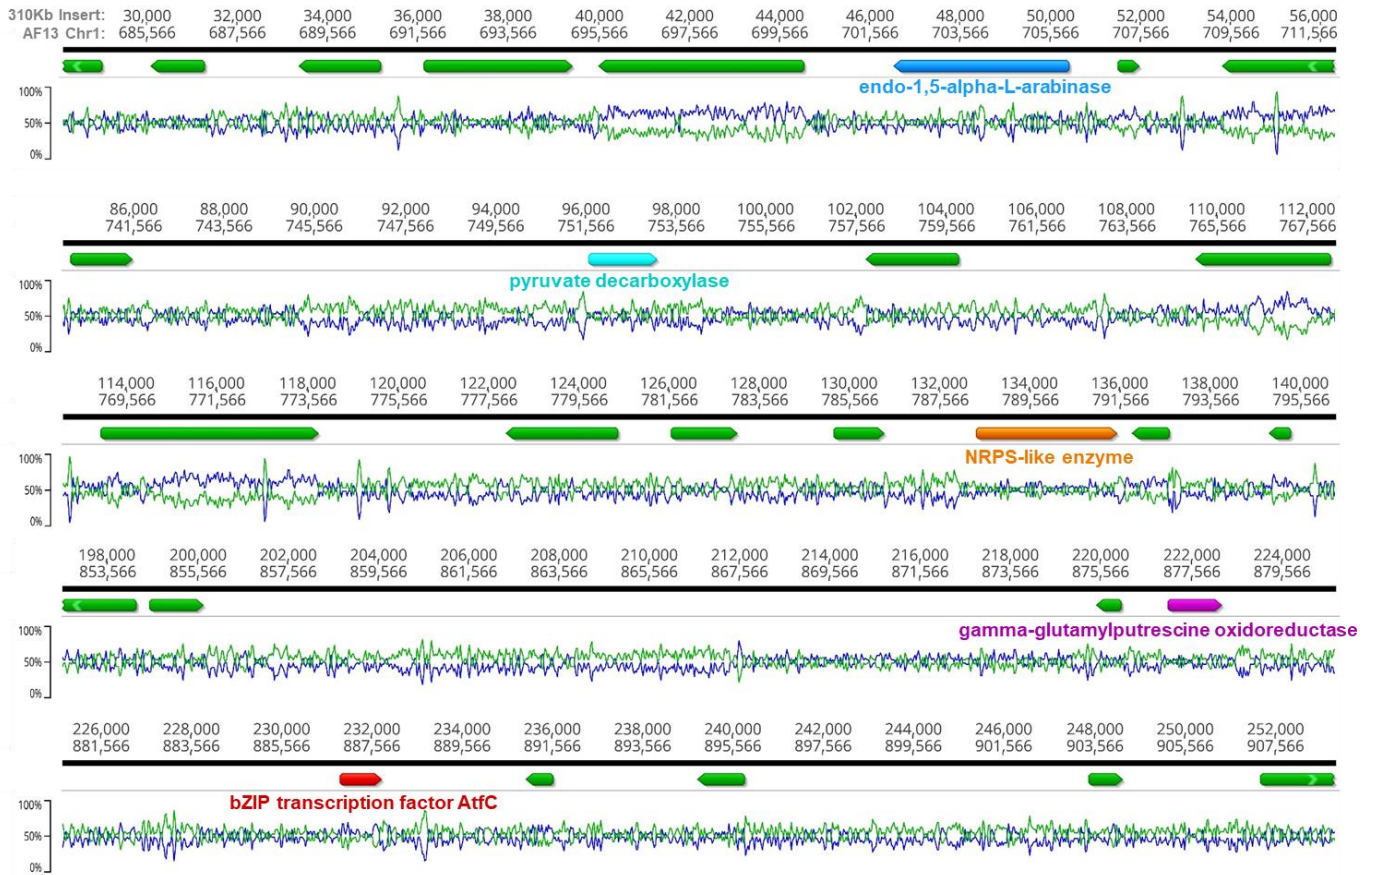 310Kb Insert: 30,000 32,000 34,000 36,000 38,000 40,000 42,000 44,000 46,000 48,000 50,000 52,000 54,000 56,000
AF13 Chr1: 685,566 687,566 689,566 691,566 693,566 695,566 697,566 699,566 701,566 703,566 705,566 707,566 709,566 711,566
endo-1,5-alpha-L-arabinase
100%
50%
0%
86,000 88,000 90,000 92,000 94,000 96,000 98,000 100,000 102,000 104,000 106,000 108,000 110,000 112,000
741,566 743,566 745,566 747,566 749,566 751,566 753,566 755,566 757,566 759,566 761,566 763,566 765,566 767,566
pyruvate decarboxylase
100%
50%
0%
114,000 116,000 118,000 120,000 122,000 124,000 126,000 128,000 130,000 132,000 134,000 136,000 138,000 140,000
769,566 771,566 773,566 775,566 777,566 779,566 781,566 783,566 785,566 787,566 789,566 791,566 793,566 795,566
NRPS-like enzyme
100%
50%
0%
198,000 200,000 202,000 204,000 206,000 208,000 210,000 212,000 214,000 216,000 218,000 220,000 222,000 224,000
853,566 855,566 857,566 859,566 861,566 863,566 865,566 867,566 869,566 871,566 873,566 875,566 877,566 879,566
gamma-glutamylputrescine oxidoreductase
100%
50%
0%
226,000 228,000 230,000 232,000 234,000 236,000 238,000 240,000 242,000 244,000 246,000 248,000 250,000 252,000
881,566 883,566 885,566 887,566 889,566 891,566 893,566 895,566 897,566 899,566 901,566 903,566 905,566 907,566
bZIP transcription factor AtfC
100%
50%
0%